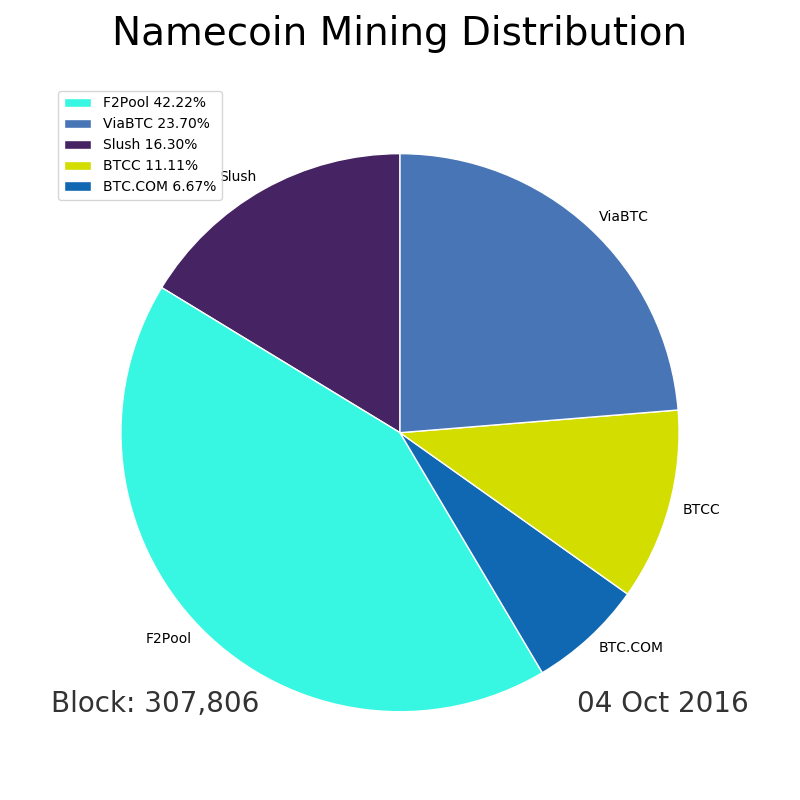 Namecoin Mining Distribution
F2Pool 42.22%
ViaBTC 23.70%
Slush 16.30%
BTCC 11.11%
BTC.COM 6.67%
Slush
ViaBTC
BTCC
F2Pool
BTC.COM
Block: 307,806
04 Oct 2016